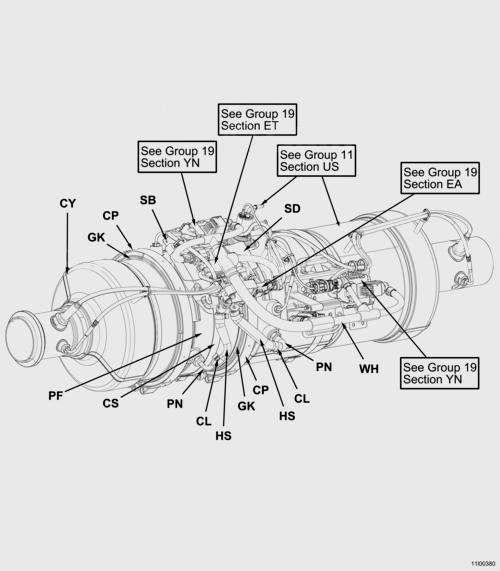 See Group 19
Section ET
See Group 19
Section YN
See Group 11
Section US
See Group 19
Section EA
CY
CP
SB
SD
GK
PF
CS
PN
CL
HS
GK
CP
HS
CL
PN
WH
See Group 19
Section YN
11I00380